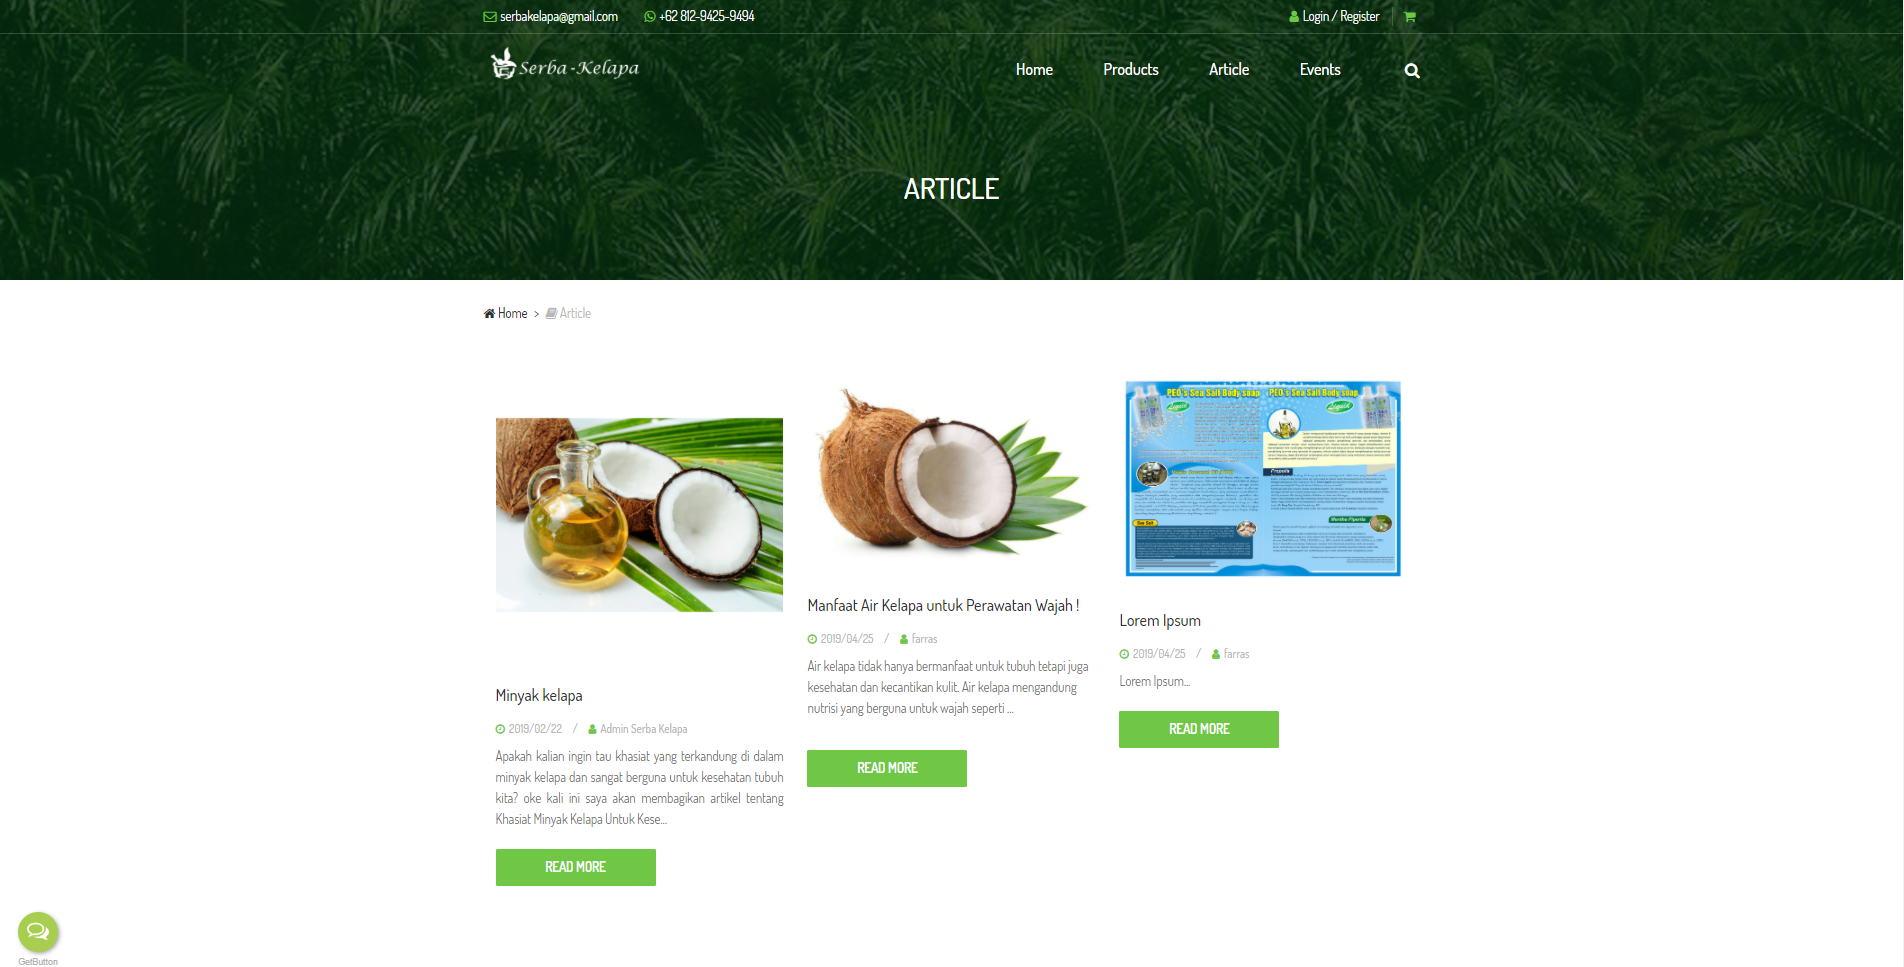 serbakelapa@gmail.com +62 812-9425-9494 Login / Register
Serba-Kelapa Home Products Article Events
ARTICLE
Home > Article
PEO's Sea Salt Body soap PEO's Sea Salt Body soap
Propolis
Sea Salt
Mentha Piperita
Minyak kelapa
2019/02/22 / Admin Serba Kelapa
Apakah kalian ingin tau khasiat yang terkandung di dalam
minyak kelapa dan sangat berguna untuk kesehatan tubuh
kita? oke kali ini saya akan membagikan artikel tentang
Khasiat Minyak Kelapa Untuk Kese...
READ MORE
Manfaat Air Kelapa untuk Perawatan Wajah !
2019/04/25 / farras
Air kelapa tidak hanya bermanfaat untuk tubuh tetapi juga
kesehatan dan kecantikan kulit. Air kelapa mengandung
nutrisi yang berguna untuk wajah seperti ...
READ MORE
Lorem Ipsum
2019/04/25 / farras
Lorem Ipsum...
READ MORE
GetButton